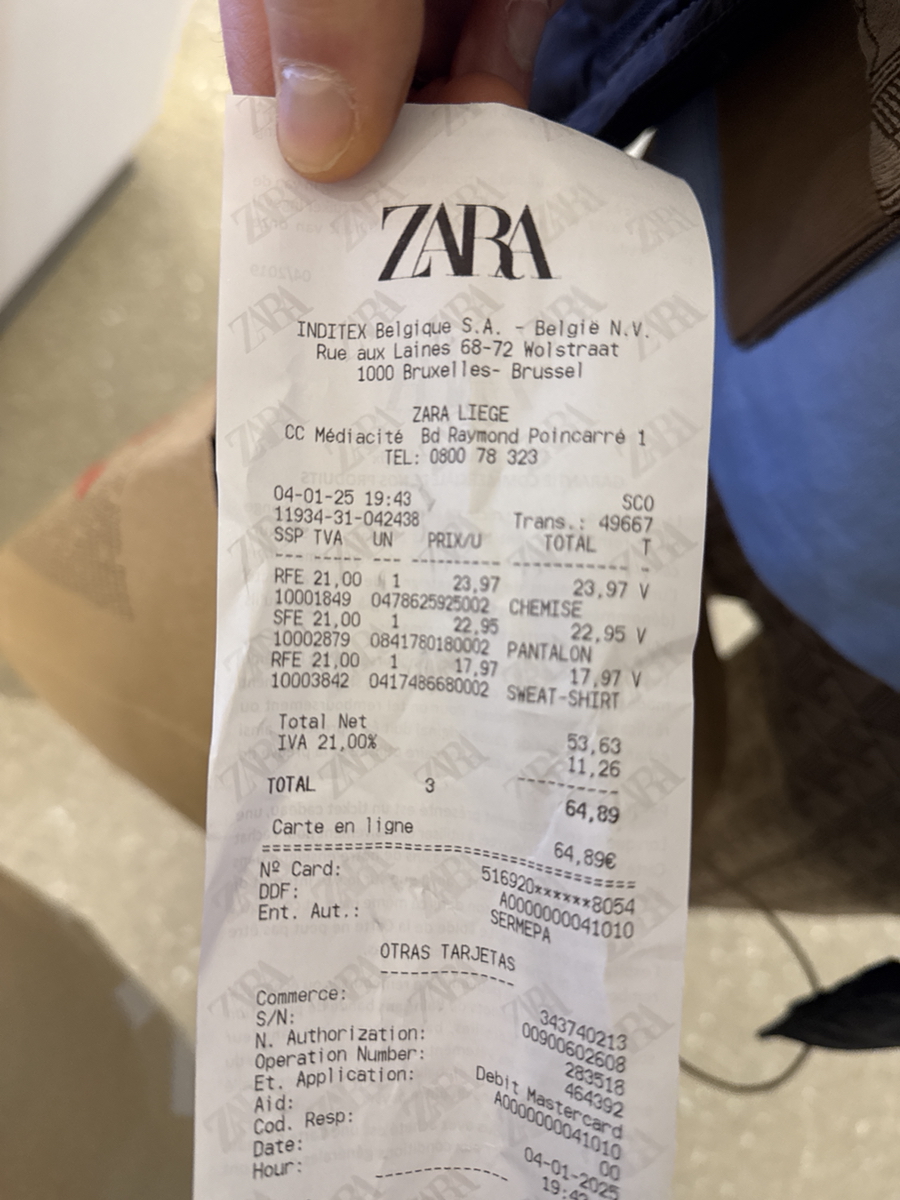 ZARA
INDITEX Belgique S.A. - België N.V.
Rue aux Laines 68-72 Wolstraat
1000 Bruxelles- Brussel
ZARA LIEGE
CC Médiacité Bd Raymond Poincarré 1
TEL: 0800 78 323
04-01-25 19:43 SCO
11934-31-042438 Trans.: 49667
SSP TVA UN PRIX/U TOTAL T
RFE 21,00 1 23,97 23,97 V
10001849 0478625925002 CHEMISE
SFE 21,00 1 22,95 22,95 V
10002879 0841780180002 PANTALON
RFE 21,00 1 17,97 17,97 V
10003842 0417486680002 SWEAT-SHIRT
Total Net 53,63
IVA 21,00% 11,26
TOTAL 3 64,89
Carte en ligne 64,89€
Nº Card: 516920******8054
DDF: A0000000041010
Ent. Aut.: SERMEPA
OTRAS TARJETAS
Commerce: 343740213
S/N: 00900602608
N. Authorization: 283518
Operation Number: 464392
Et. Application: Debit Mastercard
Aid: A0000000041010
Cod. Resp: 00
Date: 04-01-2025
Hour: